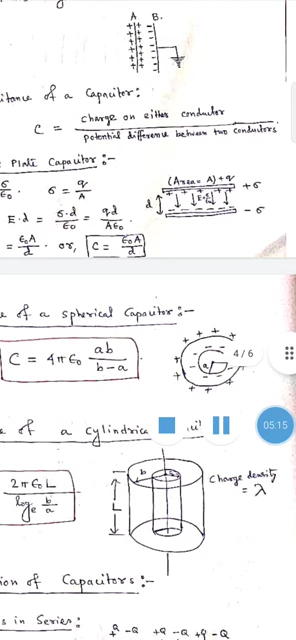 A B.
itance of a Capacitor:
C = charge on either conductor / potential difference between two conductors.
Plate Capacitor :-
σ/ε₀ σ = q/A
(Area = A) + q
+σ
E·d = σ·d/ε₀ = qd/Aε₀
d
-σ
= ε₀A/d . or, C = ε₀A/d
e of a spherical Capacitor :-
C = 4πε₀ ab/b-a
a
4/6
e of a cylindrica
05:15
2πε₀L / logₑ b/a
b
L
Charge density = λ
ion of Capacitors :-
s in Series :
+Q -Q +Q -Q +Q -Q